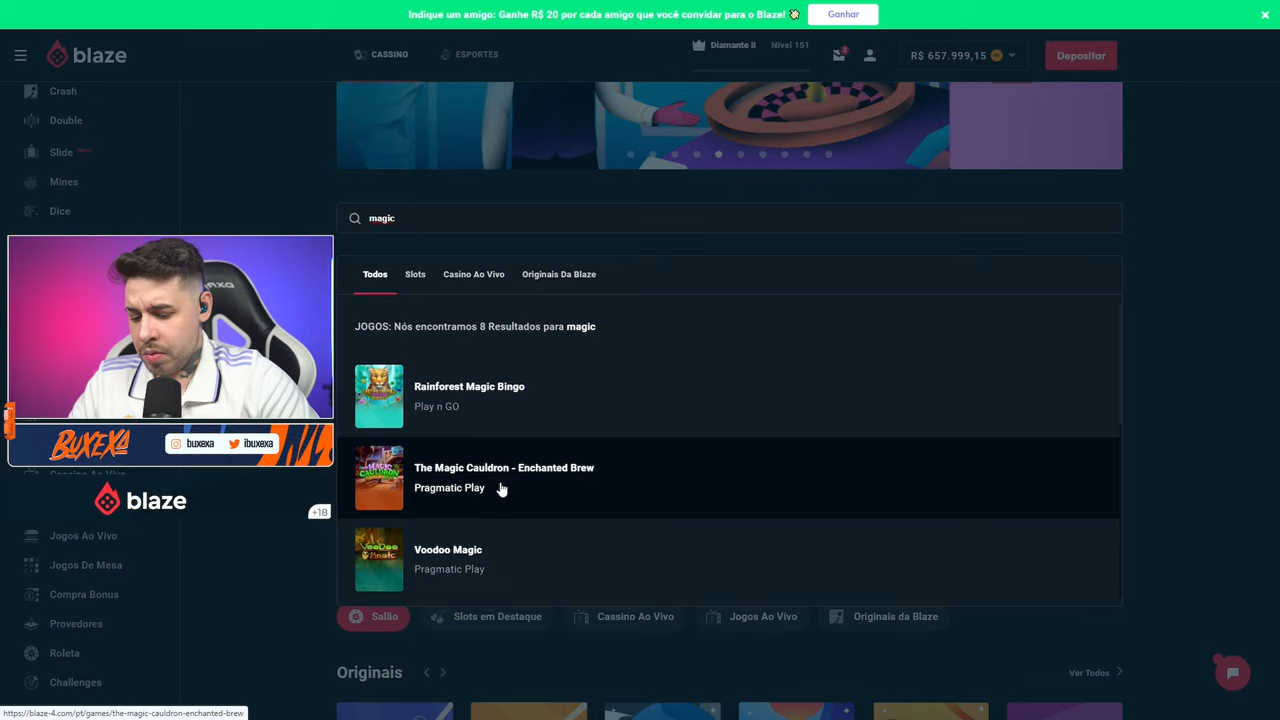 Indique um amigo: Ganhe R$ 20 por cada amigo que você convidar para o Blaze!
Ganhar
blaze
CASSINO
ESPORTES
Diamante II
Nível 151
2
R$ 657.999,15
Depositar
Crash
Double
Slide
Mines
Dice
magic
Todos
Slots
Casino Ao Vivo
Originais Da Blaze
JOGOS: Nós encontramos 8 Resultados para magic
Rainforest Magic Bingo
Play n GO
The Magic Cauldron - Enchanted Brew
Pragmatic Play
Voodoo Magic
Pragmatic Play
BUXEXA
buxexa
ibuxexa
Cassino Ao Vivo
blaze
+18
Jogos Ao Vivo
Jogos De Mesa
Compra Bonus
Provedores
Roleta
Challenges
Salão
Slots em Destaque
Cassino Ao Vivo
Jogos Ao Vivo
Originais da Blaze
Originais
Ver Todos
https://blaze-4.com/pt/games/the-magic-cauldron-enchanted-brew